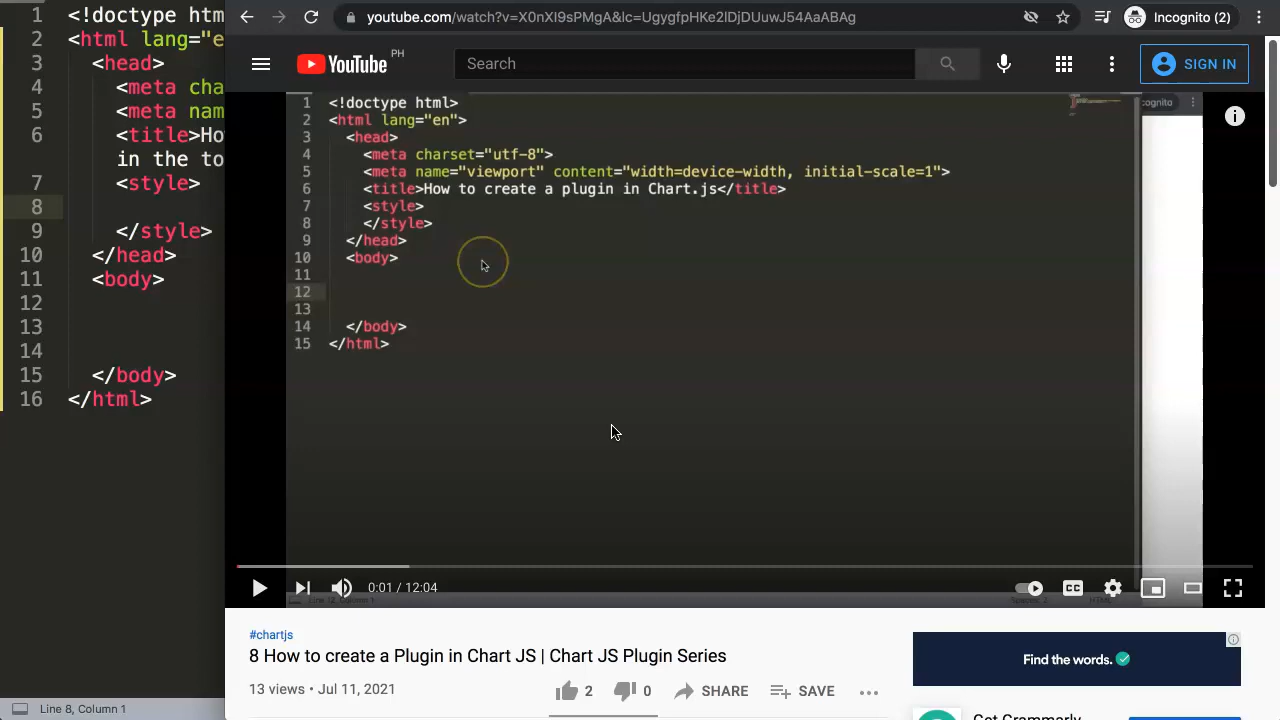 1 <!doctype htm
2 <html lang="e
3 <head>
4 <meta cha
5 <meta nam
6 <title>Ho
in the to
7 <style>
8
9 </style>
10 </head>
11 <body>
12
13
14
15 </body>
16 </html>
Line 8, Column 1
youtube.com/watch?v=X0nXI9sPMgA&lc=UgygfpHKe2lDjDUuwJ54AaABAg
Incognito (2)
YouTube PH
Search
SIGN IN
cognito
1 <!doctype html>
2 <html lang="en">
3 <head>
4 <meta charset="utf-8">
5 <meta name="viewport" content="width=device-width, initial-scale=1">
6 <title>How to create a plugin in Chart.js</title>
7 <style>
8 </style>
9 </head>
10 <body>
11
12
13
14 </body>
15 </html>
0:01 / 12:04
CC
#chartjs
8 How to create a Plugin in Chart JS | Chart JS Plugin Series
13 views • Jul 11, 2021
2 0 SHARE SAVE
Find the words.
Get Grammarly